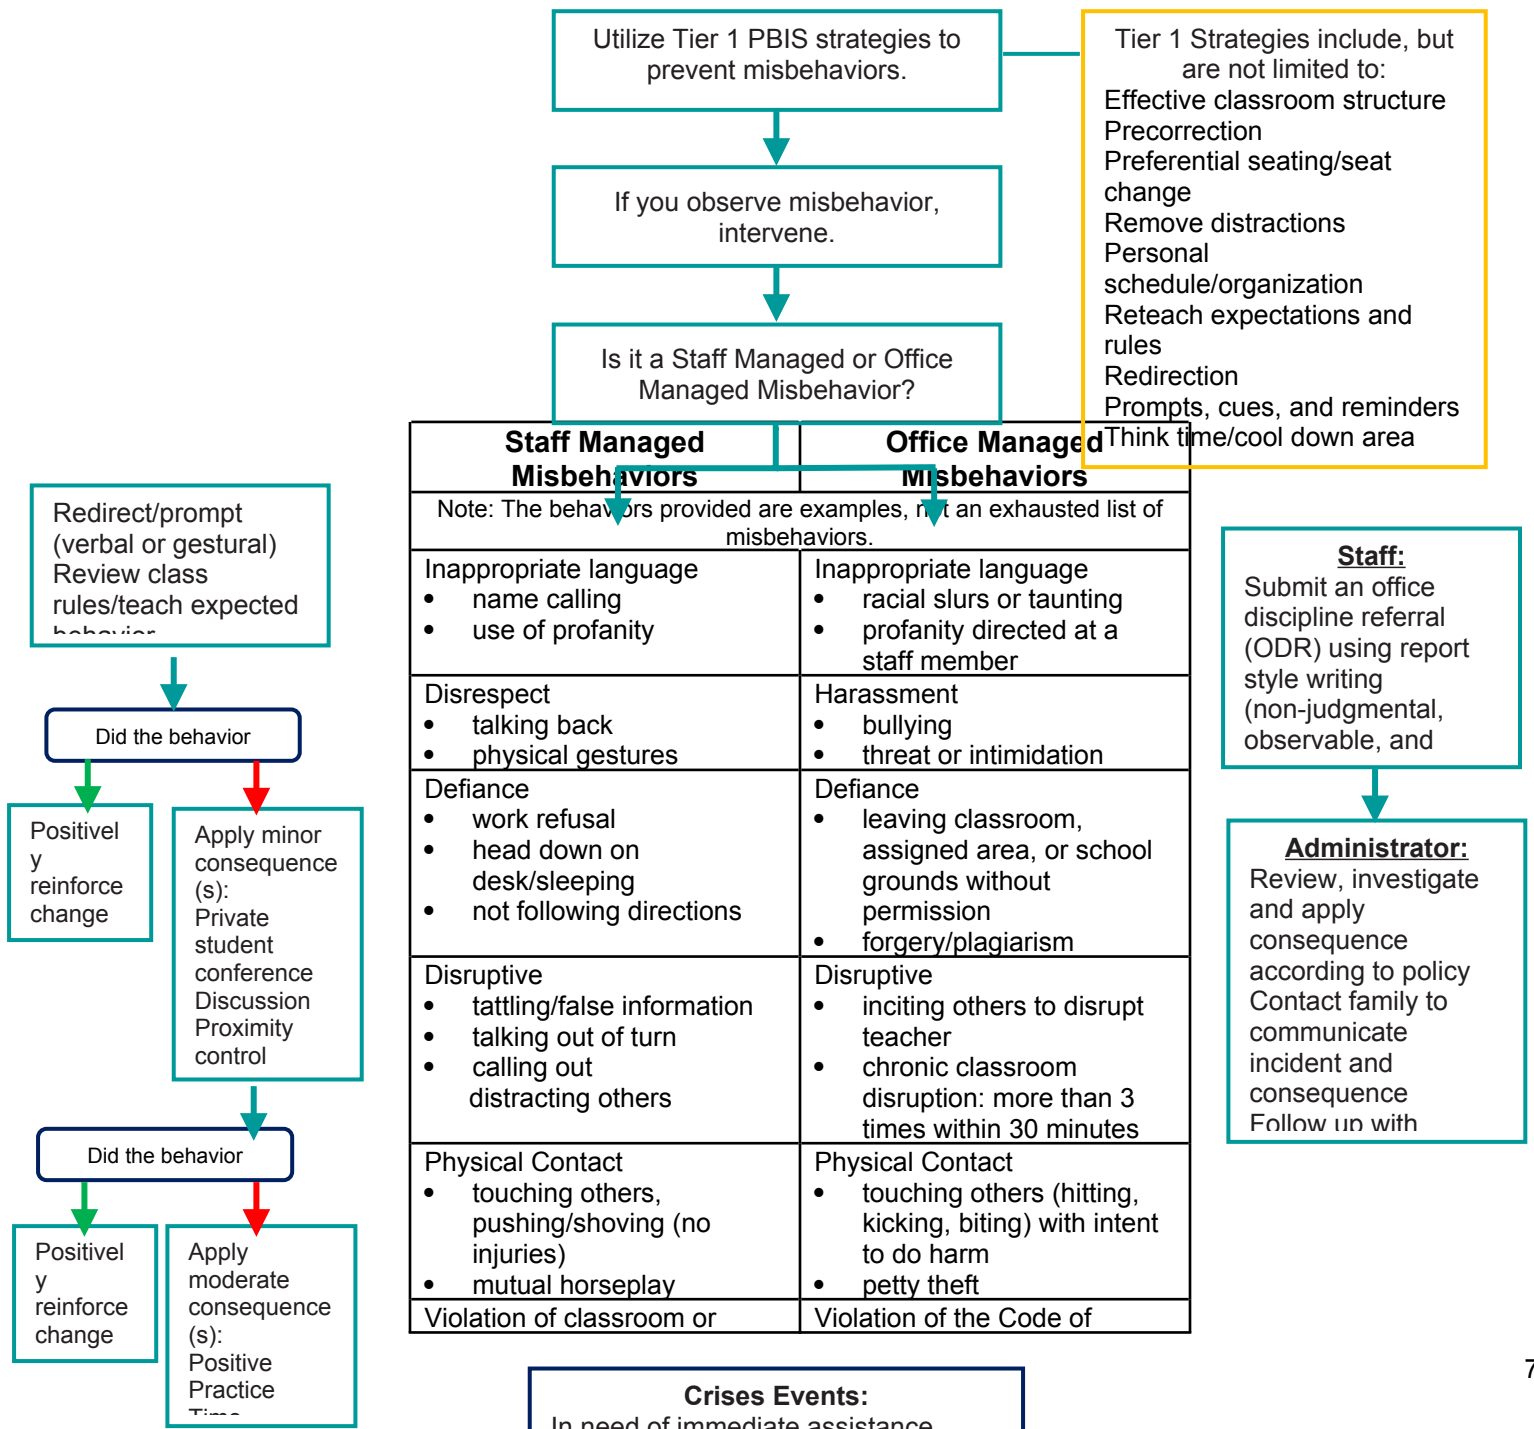 Utilize Tier 1 PBIS strategies to
prevent misbehaviors.
Tier 1 Strategies include, but
are not limited to:
Effective classroom structure
Precorrection
Preferential seating/seat
change
Remove distractions
Personal
schedule/organization
Reteach expectations and
rules
Redirection
Prompts, cues, and reminders
Think time/cool down area
If you observe misbehavior,
intervene.
Is it a Staff Managed or Office
Managed Misbehavior?
Staff Managed
Misbehaviors
Office Managed
Misbehaviors
Note: The behaviors provided are examples, not an exhausted list of
misbehaviors.
Inappropriate language
• name calling
• use of profanity
Inappropriate language
• racial slurs or taunting
• profanity directed at a
staff member
Disrespect
• talking back
• physical gestures
Harassment
• bullying
• threat or intimidation
Defiance
• work refusal
• head down on
desk/sleeping
• not following directions
Defiance
• leaving classroom,
assigned area, or school
grounds without
permission
• forgery/plagiarism
Disruptive
• tattling/false information
• talking out of turn
• calling out
distracting others
Disruptive
• inciting others to disrupt
teacher
• chronic classroom
disruption: more than 3
times within 30 minutes
Physical Contact
• touching others,
pushing/shoving (no
injuries)
• mutual horseplay
Physical Contact
• touching others (hitting,
kicking, biting) with intent
to do harm
• petty theft
Violation of classroom or
Violation of the Code of
Redirect/prompt
(verbal or gestural)
Review class
rules/teach expected
behavior
Did the behavior
Positivel
y
reinforce
change
Apply minor
consequence
(s):
Private
student
conference
Discussion
Proximity
control
Did the behavior
Positivel
y
reinforce
change
Apply
moderate
consequence
(s):
Positive
Practice
Time
Staff:
Submit an office
discipline referral
(ODR) using report
style writing
(non-judgmental,
observable, and
Administrator:
Review, investigate
and apply
consequence
according to policy
Contact family to
communicate
incident and
consequence
Follow up with
Crises Events:
In need of immediate assistance
7